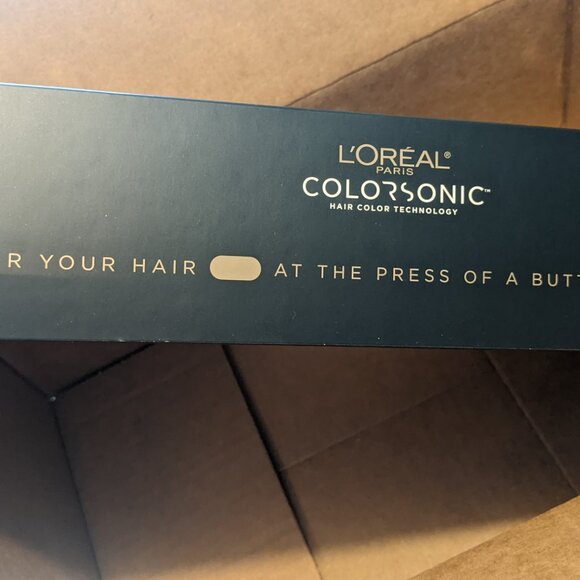 L'ORÉAL®
PARIS
COLORSONIC™
HAIR COLOR TECHNOLOGY
R YOUR HAIR AT THE PRESS OF A BUTT